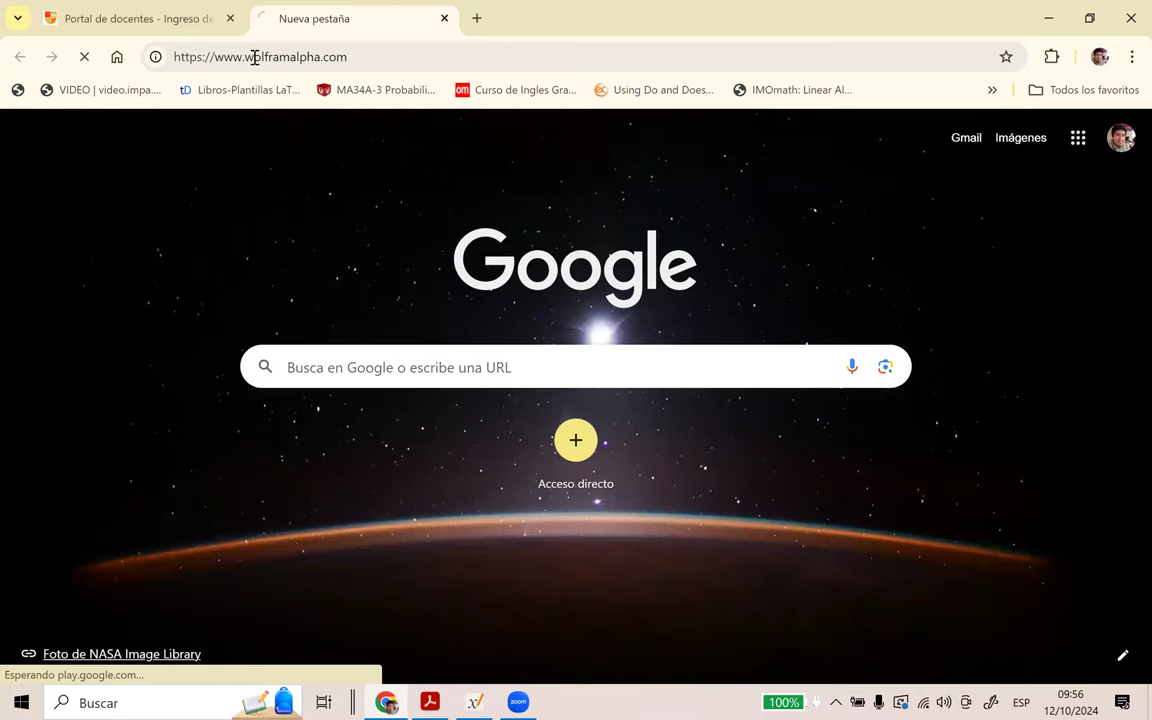 Portal de docentes - Ingreso de
Nueva pestaña
https://www.wolframalpha.com
VIDEO | video.impa....
Libros-Plantillas LaT...
MA34A-3 Probabili...
Curso de Ingles Gra...
Using Do and Does...
IMOmath: Linear Al...
Todos los favoritos
Gmail
Imágenes
Google
Busca en Google o escribe una URL
Acceso directo
Foto de NASA Image Library
Esperando play.google.com...
Buscar
100%
ESP
09:56
12/10/2024